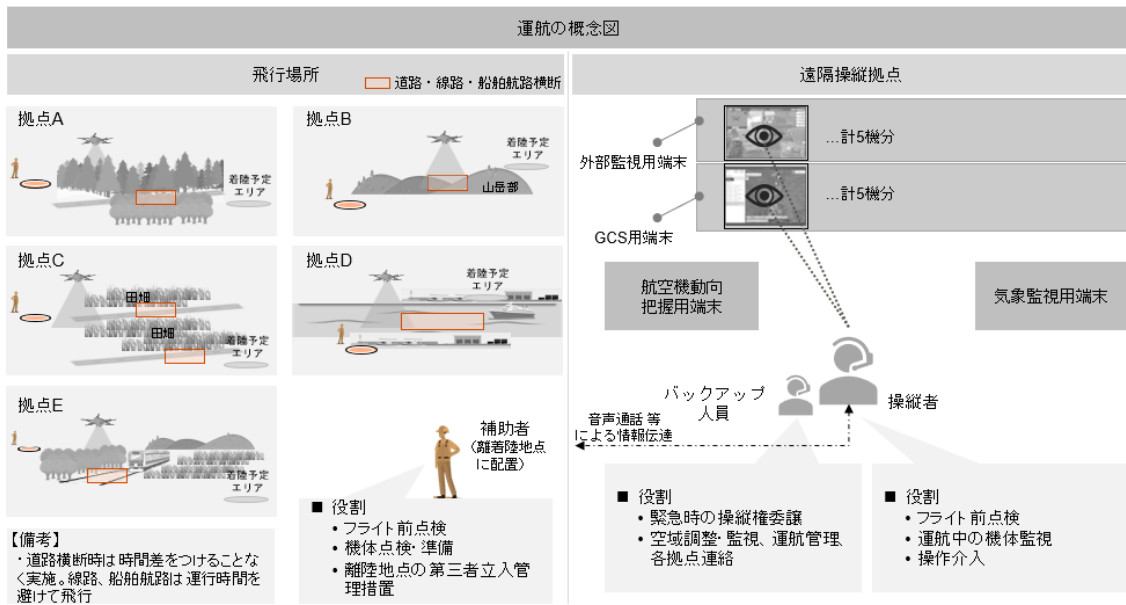 運航の概念図
飛行場所
道路・線路・船舶航路横断
拠点A
着陸予定
エリア
拠点B
着陸予定
エリア
山岳部
拠点C
田畑
田畑
着陸予定
エリア
拠点D
着陸予定
エリア
拠点E
着陸予定
エリア
補助者
（離着陸地点
に配置）
■ 役割
• フライト前点検
• 機体点検・準備
• 離陸地点の第三者立入管
理措置
【備考】
・道路横断時は時間差をつけることな
く実施。線路、船舶航路は運行時間を
避けて飛行
遠隔操縦拠点
…計5機分
外部監視用端末
…計5機分
GCS用端末
航空機動向
把握用端末
気象監視用端末
バックアップ
人員
操縦者
音声通話 等
による情報伝達
■ 役割
• 緊急時の操縦権委譲
• 空域調整・監視、運航管理、
各拠点連絡
■ 役割
• フライト前点検
• 運航中の機体監視
• 操作介入